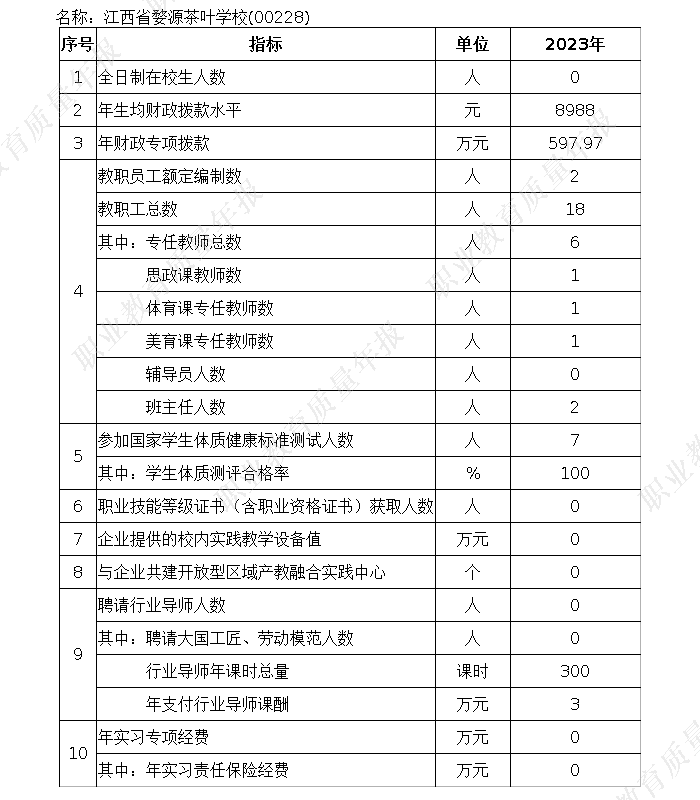 名称：江西省婺源茶叶学校(00228)
序号 指标 单位 2023年
1 全日制在校生人数 人 0
2 年生均财政拨款水平 元 8988
3 年财政专项拨款 万元 597.97
教职员工额定编制数 人 2
教职工总数 人 18
其中：专任教师总数 人 6
思政课教师数 人 1
4 体育课专任教师数 人 1
美育课专任教师数 人 1
辅导员人数 人 0
班主任人数 人 2
5 参加国家学生体质健康标准测试人数 人 7
其中：学生体质测评合格率 % 100
6 职业技能等级证书（含职业资格证书）获取人数 人 0
7 企业提供的校内实践教学设备值 万元 0
8 与企业共建开放型区域产教融合实践中心 个 0
聘请行业导师人数 人 0
9 其中：聘请大国工匠、劳动模范人数 人 0
行业导师年课时总量 课时 300
年支付行业导师课酬 万元 3
10 年实习专项经费 万元 0
其中：年实习责任保险经费 万元 0
职业教育质量年报